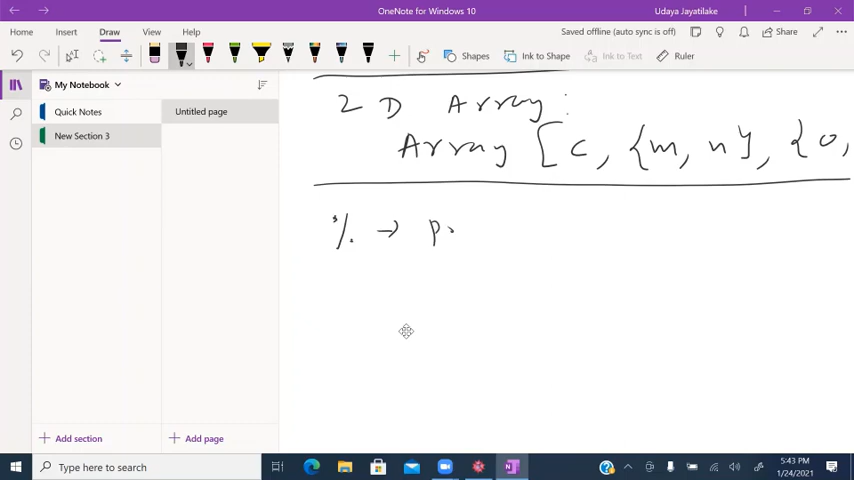 OneNote for Windows 10
Udaya Jayatilake
Home Insert Draw View Help
Saved offline (auto sync is off)
Share
Shapes
Ink to Shape
Ink to Text
Ruler
My Notebook
Quick Notes
Untitled page
New Section 3
2 D Array :
Array [ c, {m, n}, {0,
% → p
Add section
Add page
Type here to search
5:43 PM
1/24/2021